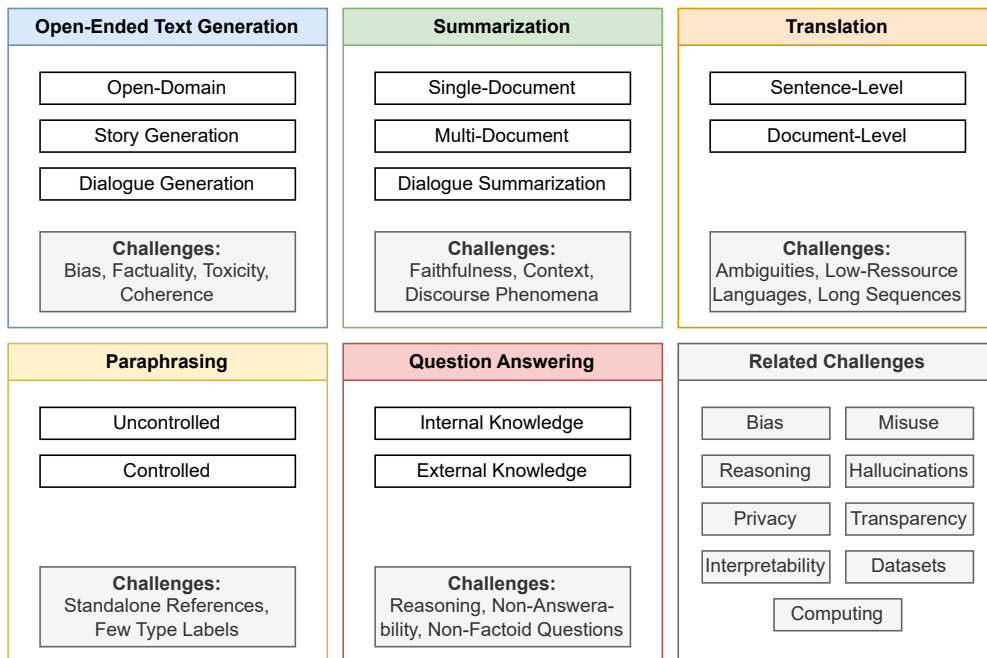 Open-Ended Text Generation
Open-Domain
Story Generation
Dialogue Generation
Challenges:
Bias, Factuality, Toxicity,
Coherence
Summarization
Single-Document
Multi-Document
Dialogue Summarization
Challenges:
Faithfulness, Context,
Discourse Phenomena
Translation
Sentence-Level
Document-Level
Challenges:
Ambiguities, Low-Ressource
Languages, Long Sequences
Paraphrasing
Uncontrolled
Controlled
Challenges:
Standalone References,
Few Type Labels
Question Answering
Internal Knowledge
External Knowledge
Challenges:
Reasoning, Non-Answera-
bility, Non-Factoid Questions
Related Challenges
Bias
Misuse
Reasoning
Hallucinations
Privacy
Transparency
Interpretability
Datasets
Computing